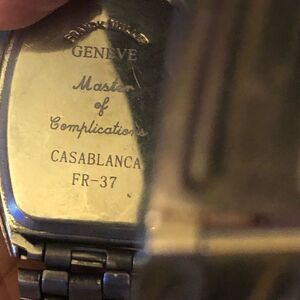 FRANCK MULLER
GENEVE
Master
of
Complications
CASABLANCA
FR-37